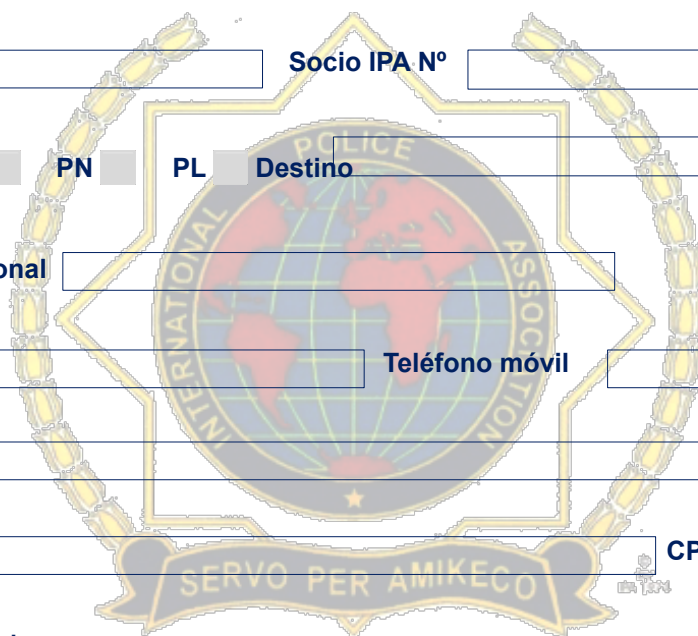 Socio IPA Nº
PN PL Destino
onal
Teléfono móvil
CP
INTERNATIONAL POLICE ASSOCIATION
SERVO PER AMIKECO